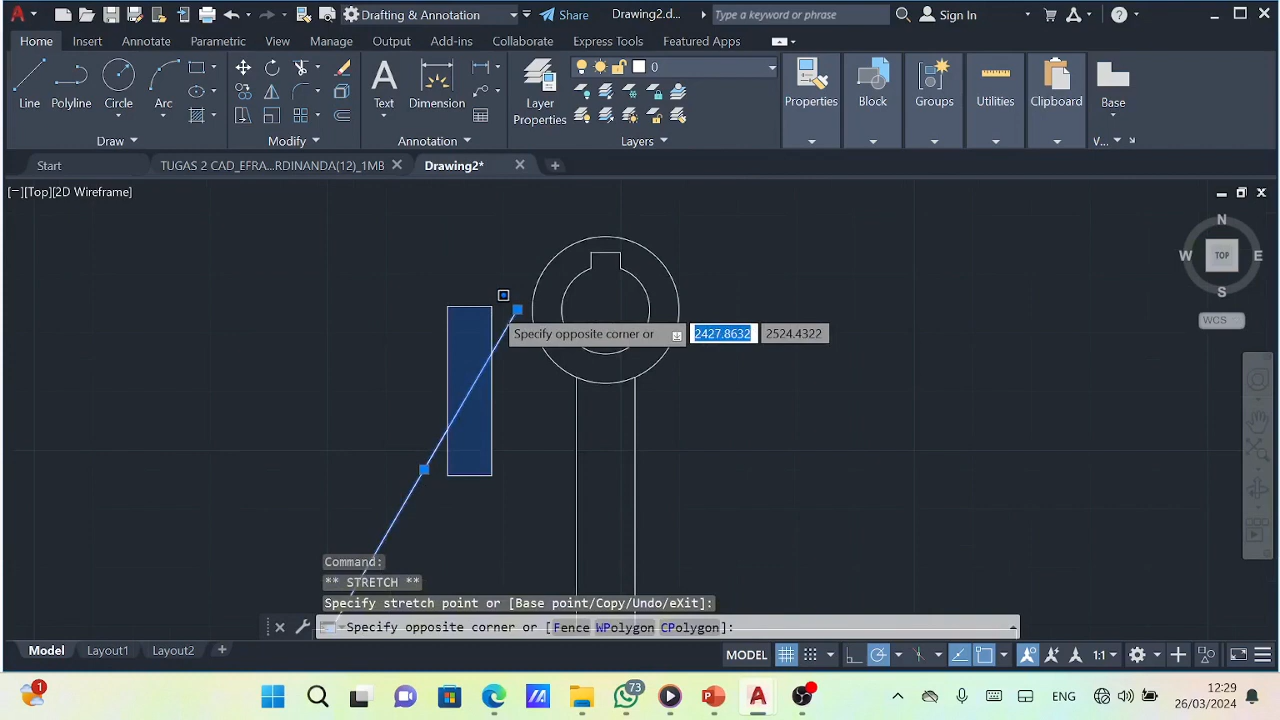 A Drafting & Annotation Share Drawing2.d... Type a keyword or phrase Sign In
Home Insert Annotate Parametric View Manage Output Add-ins Collaborate Express Tools Featured Apps
0
Line Polyline Circle Arc Text Dimension Layer Properties Properties Block Groups Utilities Clipboard Base
Draw Modify Annotation Layers V...
Start TUGAS 2 CAD_EFRA...RDINANDA(12)_1MB Drawing2*
[−][Top][2D Wireframe]
N
W TOP E
S
WCS
Specify opposite corner or 2427.8632 2524.4322
Command:
** STRETCH **
Specify stretch point or [Base point/Copy/Undo/eXit]:
Specify opposite corner or [Fence WPolygon CPolygon]:
Model Layout1 Layout2 MODEL 1:1
1 73 A ENG 12:29
26/03/2024